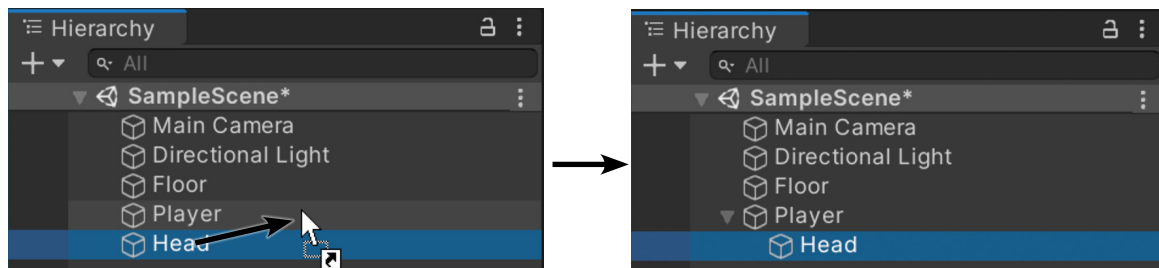 Hierarchy
All
SampleScene*
Main Camera
Directional Light
Floor
Player
Head
Hierarchy
All
SampleScene*
Main Camera
Directional Light
Floor
Player
Head